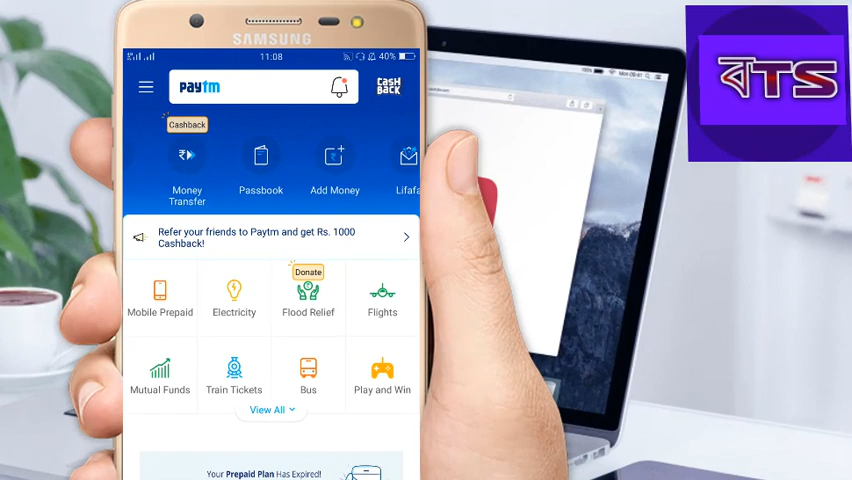 SAMSUNG
11:08
40%
paytm
CASH
BACK
Cashback
Money
Transfer
Passbook
Add Money
Lifafa
Refer your friends to Paytm and get Rs. 1000
Cashback!
Donate
Mobile Prepaid
Electricity
Flood Relief
Flights
Mutual Funds
Train Tickets
Bus
Play and Win
View All
Your Prepaid Plan Has Expired!
বTS